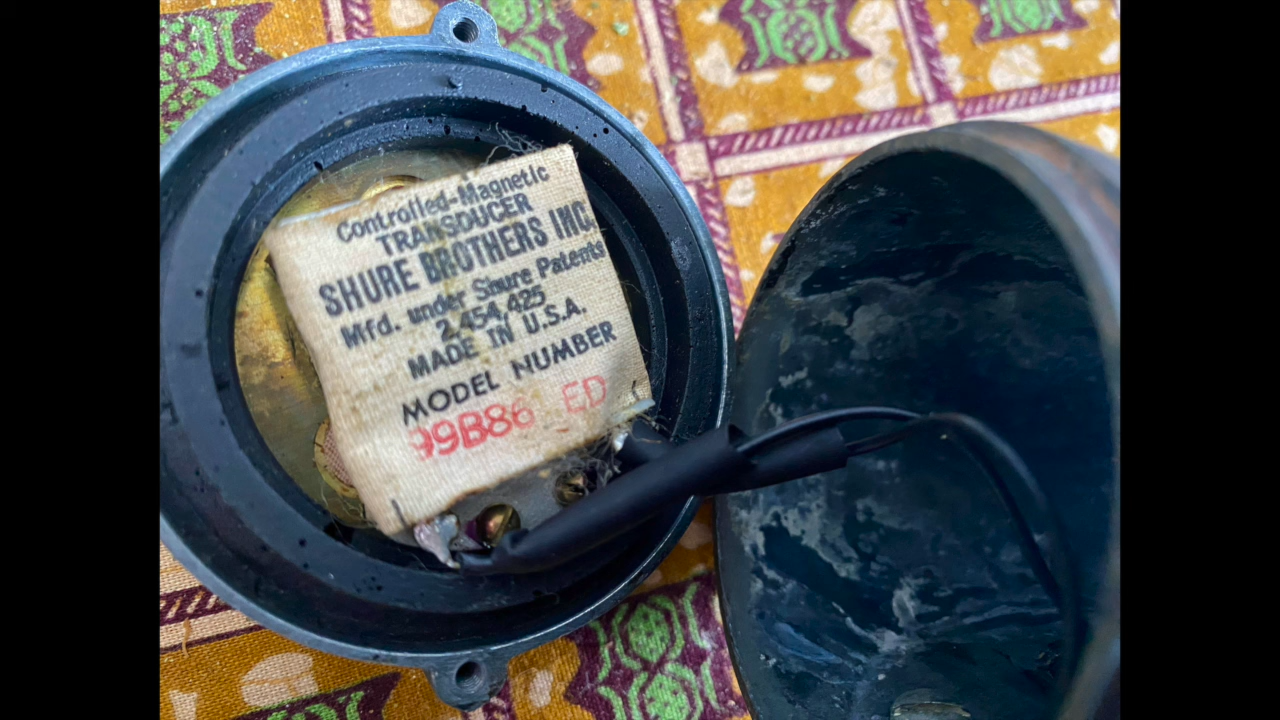 Controlled-Magnetic
TRANSDUCER
SHURE BROTHERS INC
Mfd. under Shure Patents
2,454,425
MADE IN U.S.A.
MODEL NUMBER
99B86 ED